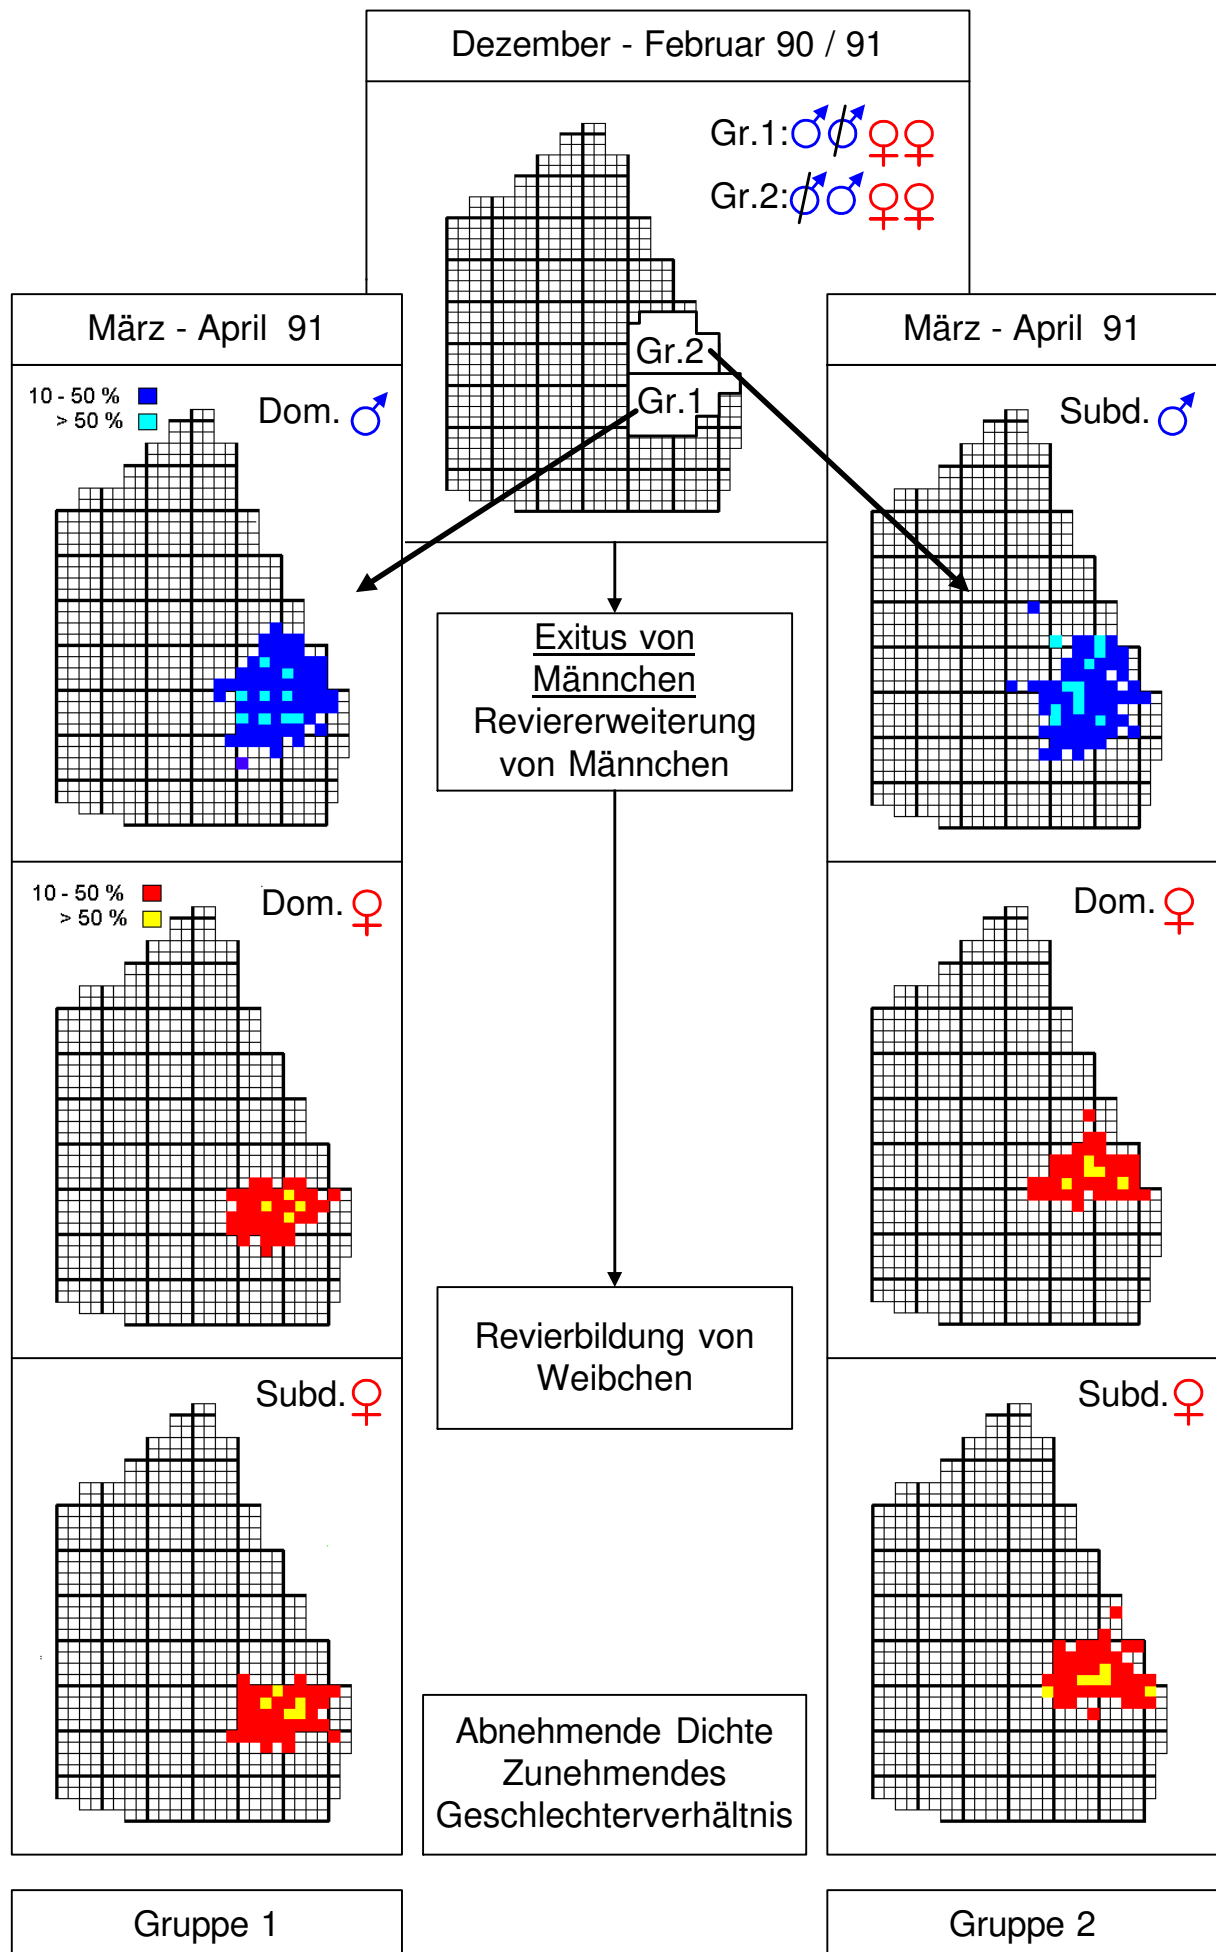 Dezember - Februar 90 / 91
Gr.1:
Gr.2:
Gr.2
Gr.1
März - April 91
10 - 50 %
> 50 %
Dom.
März - April 91
Subd.
Exitus von
Männchen
Reviererweiterung
von Männchen
10 - 50 %
> 50 %
Dom.
Dom.
Revierbildung von
Weibchen
Subd.
Subd.
Abnehmende Dichte
Zunehmendes
Geschlechterverhältnis
Gruppe 1
Gruppe 2